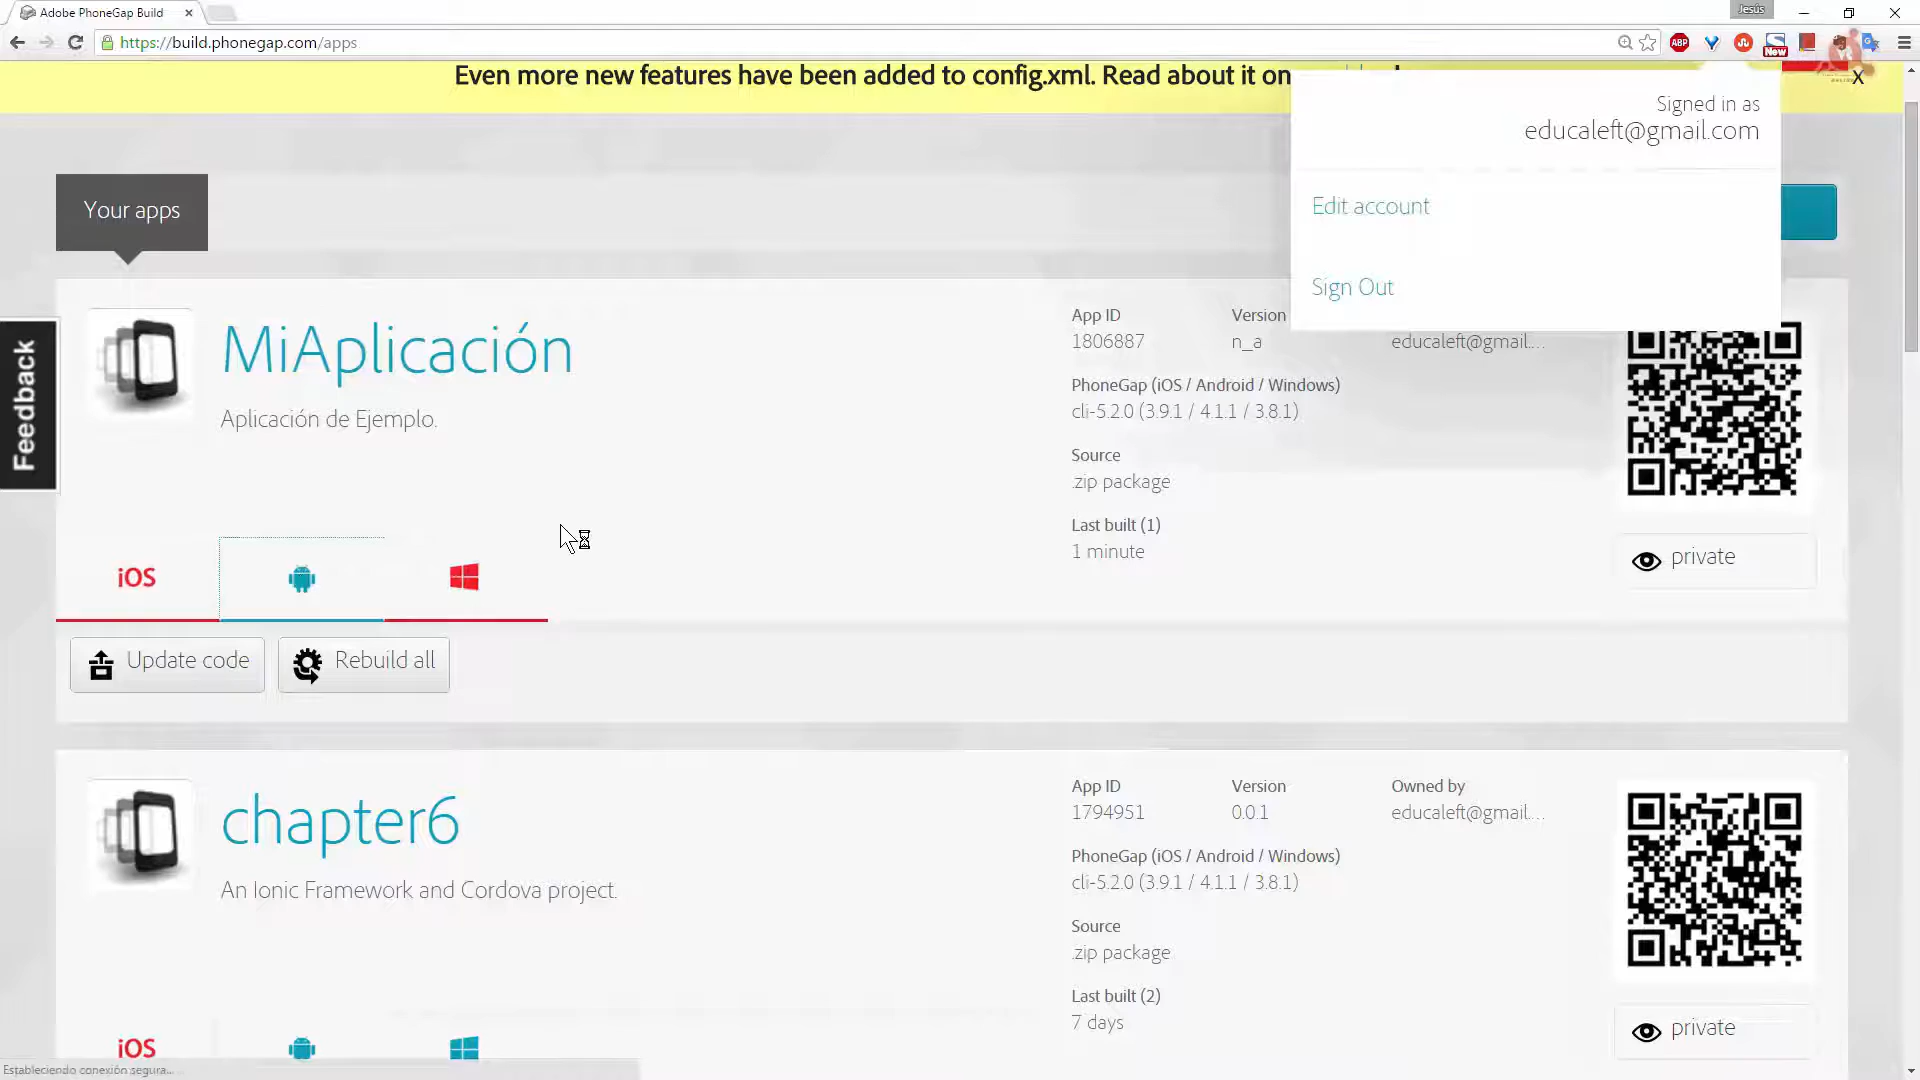 Adobe PhoneGap Build
Jesús
https://build.phonegap.com/apps
ABP
New
Even more new features have been added to config.xml. Read about it on
X
Signed in as
educaleft@gmail.com
Edit account
Sign Out
Your apps
Feedback
MiAplicación
Aplicación de Ejemplo.
App ID
1806887
Version
n_a
educaleft@gmail....
PhoneGap (iOS / Android / Windows)
cli-5.2.0 (3.9.1 / 4.1.1 / 3.8.1)
Source
.zip package
Last built (1)
1 minute
private
iOS
Update code
Rebuild all
chapter6
An Ionic Framework and Cordova project.
App ID
1794951
Version
0.0.1
Owned by
educaleft@gmail....
PhoneGap (iOS / Android / Windows)
cli-5.2.0 (3.9.1 / 4.1.1 / 3.8.1)
Source
.zip package
Last built (2)
7 days
private
iOS
Estableciendo conexión segura...